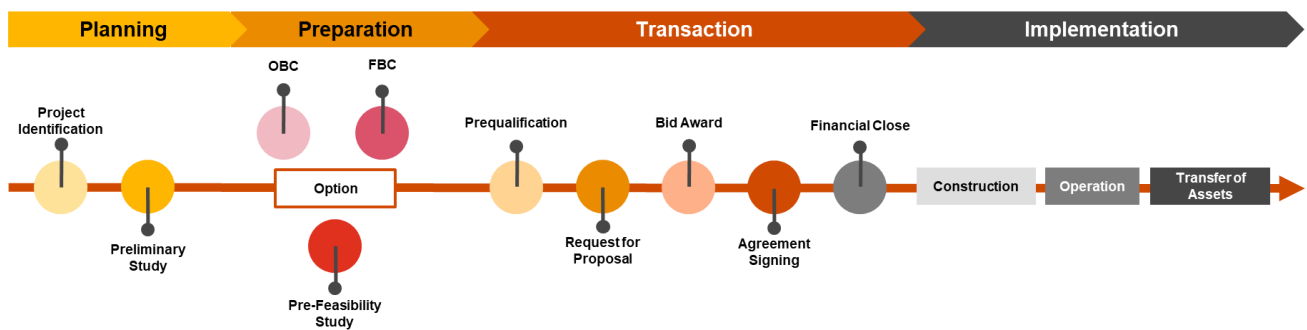 Planning
Preparation
Transaction
Implementation
OBC
FBC
Project
Identification
Prequalification
Bid Award
Financial Close
Option
Construction
Operation
Transfer of
Assets
Preliminary
Study
Request for
Proposal
Agreement
Signing
Pre-Feasibility
Study